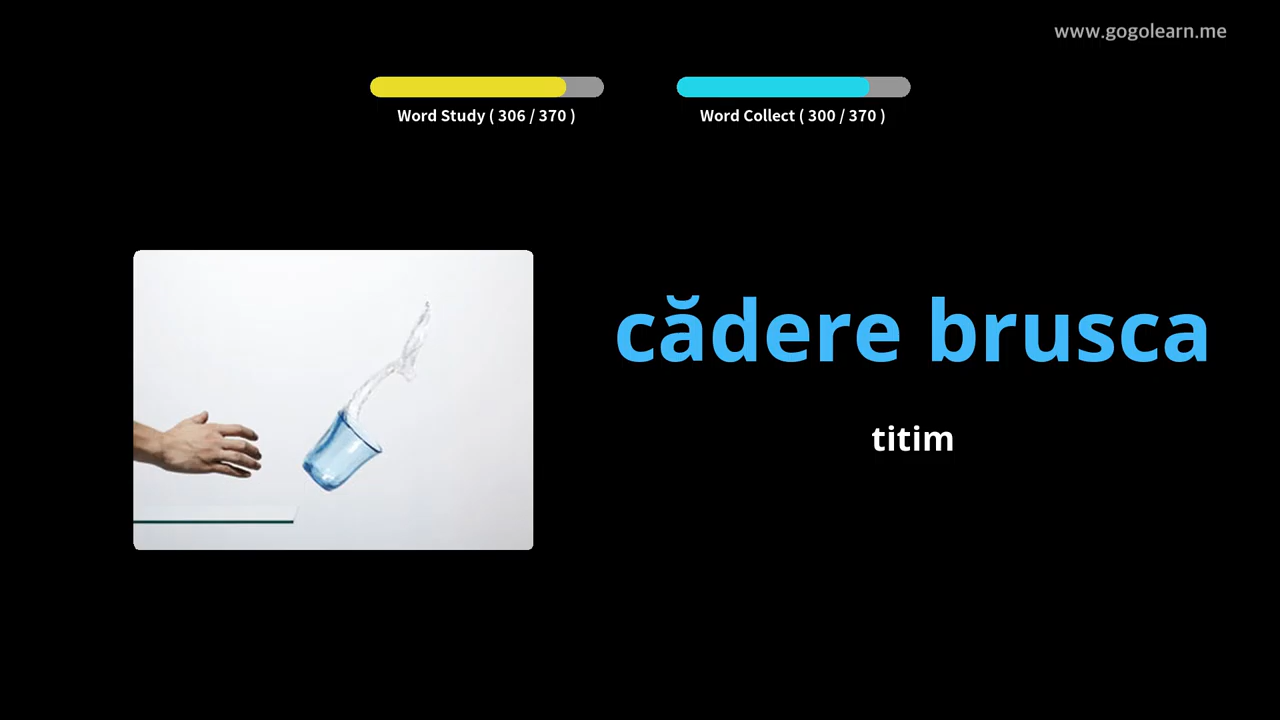 www.gogolearn.me
Word Study ( 306 / 370 )
Word Collect ( 300 / 370 )
cădere brusca
titim